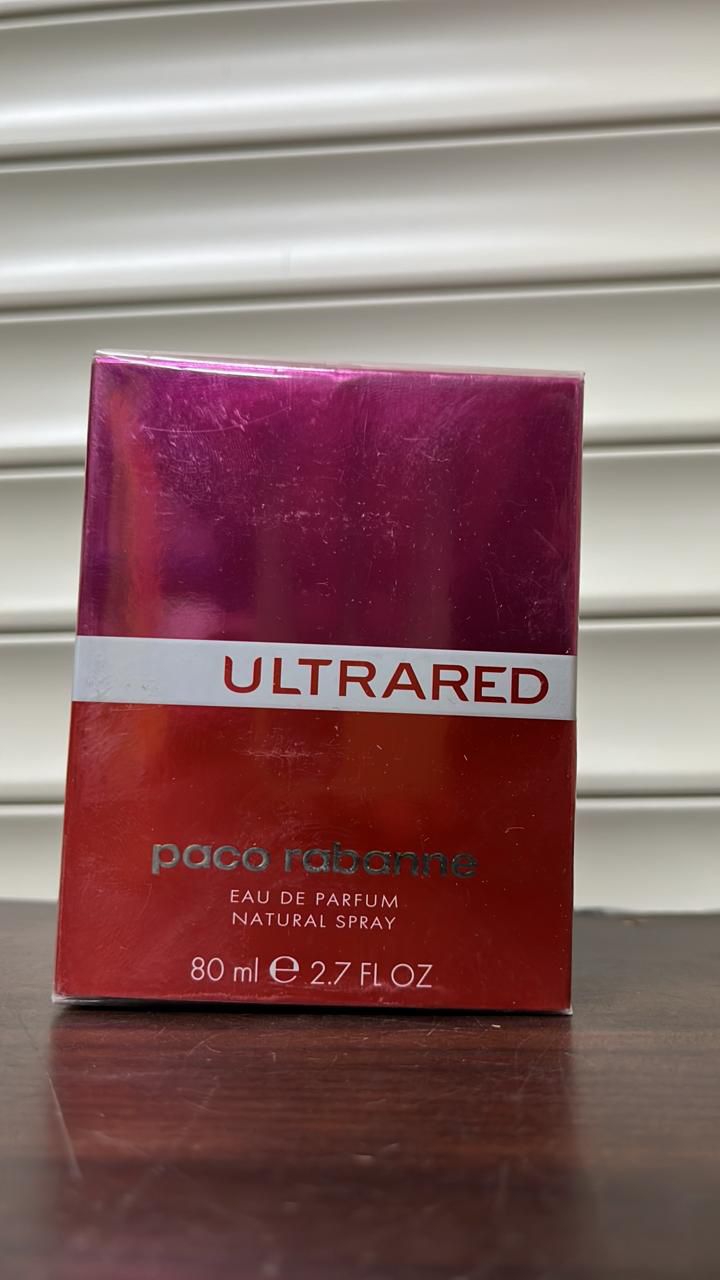 ULTRARED
paco rabanne
EAU DE PARFUM
NATURAL SPRAY
80 ml ℮ 2.7 FL OZ